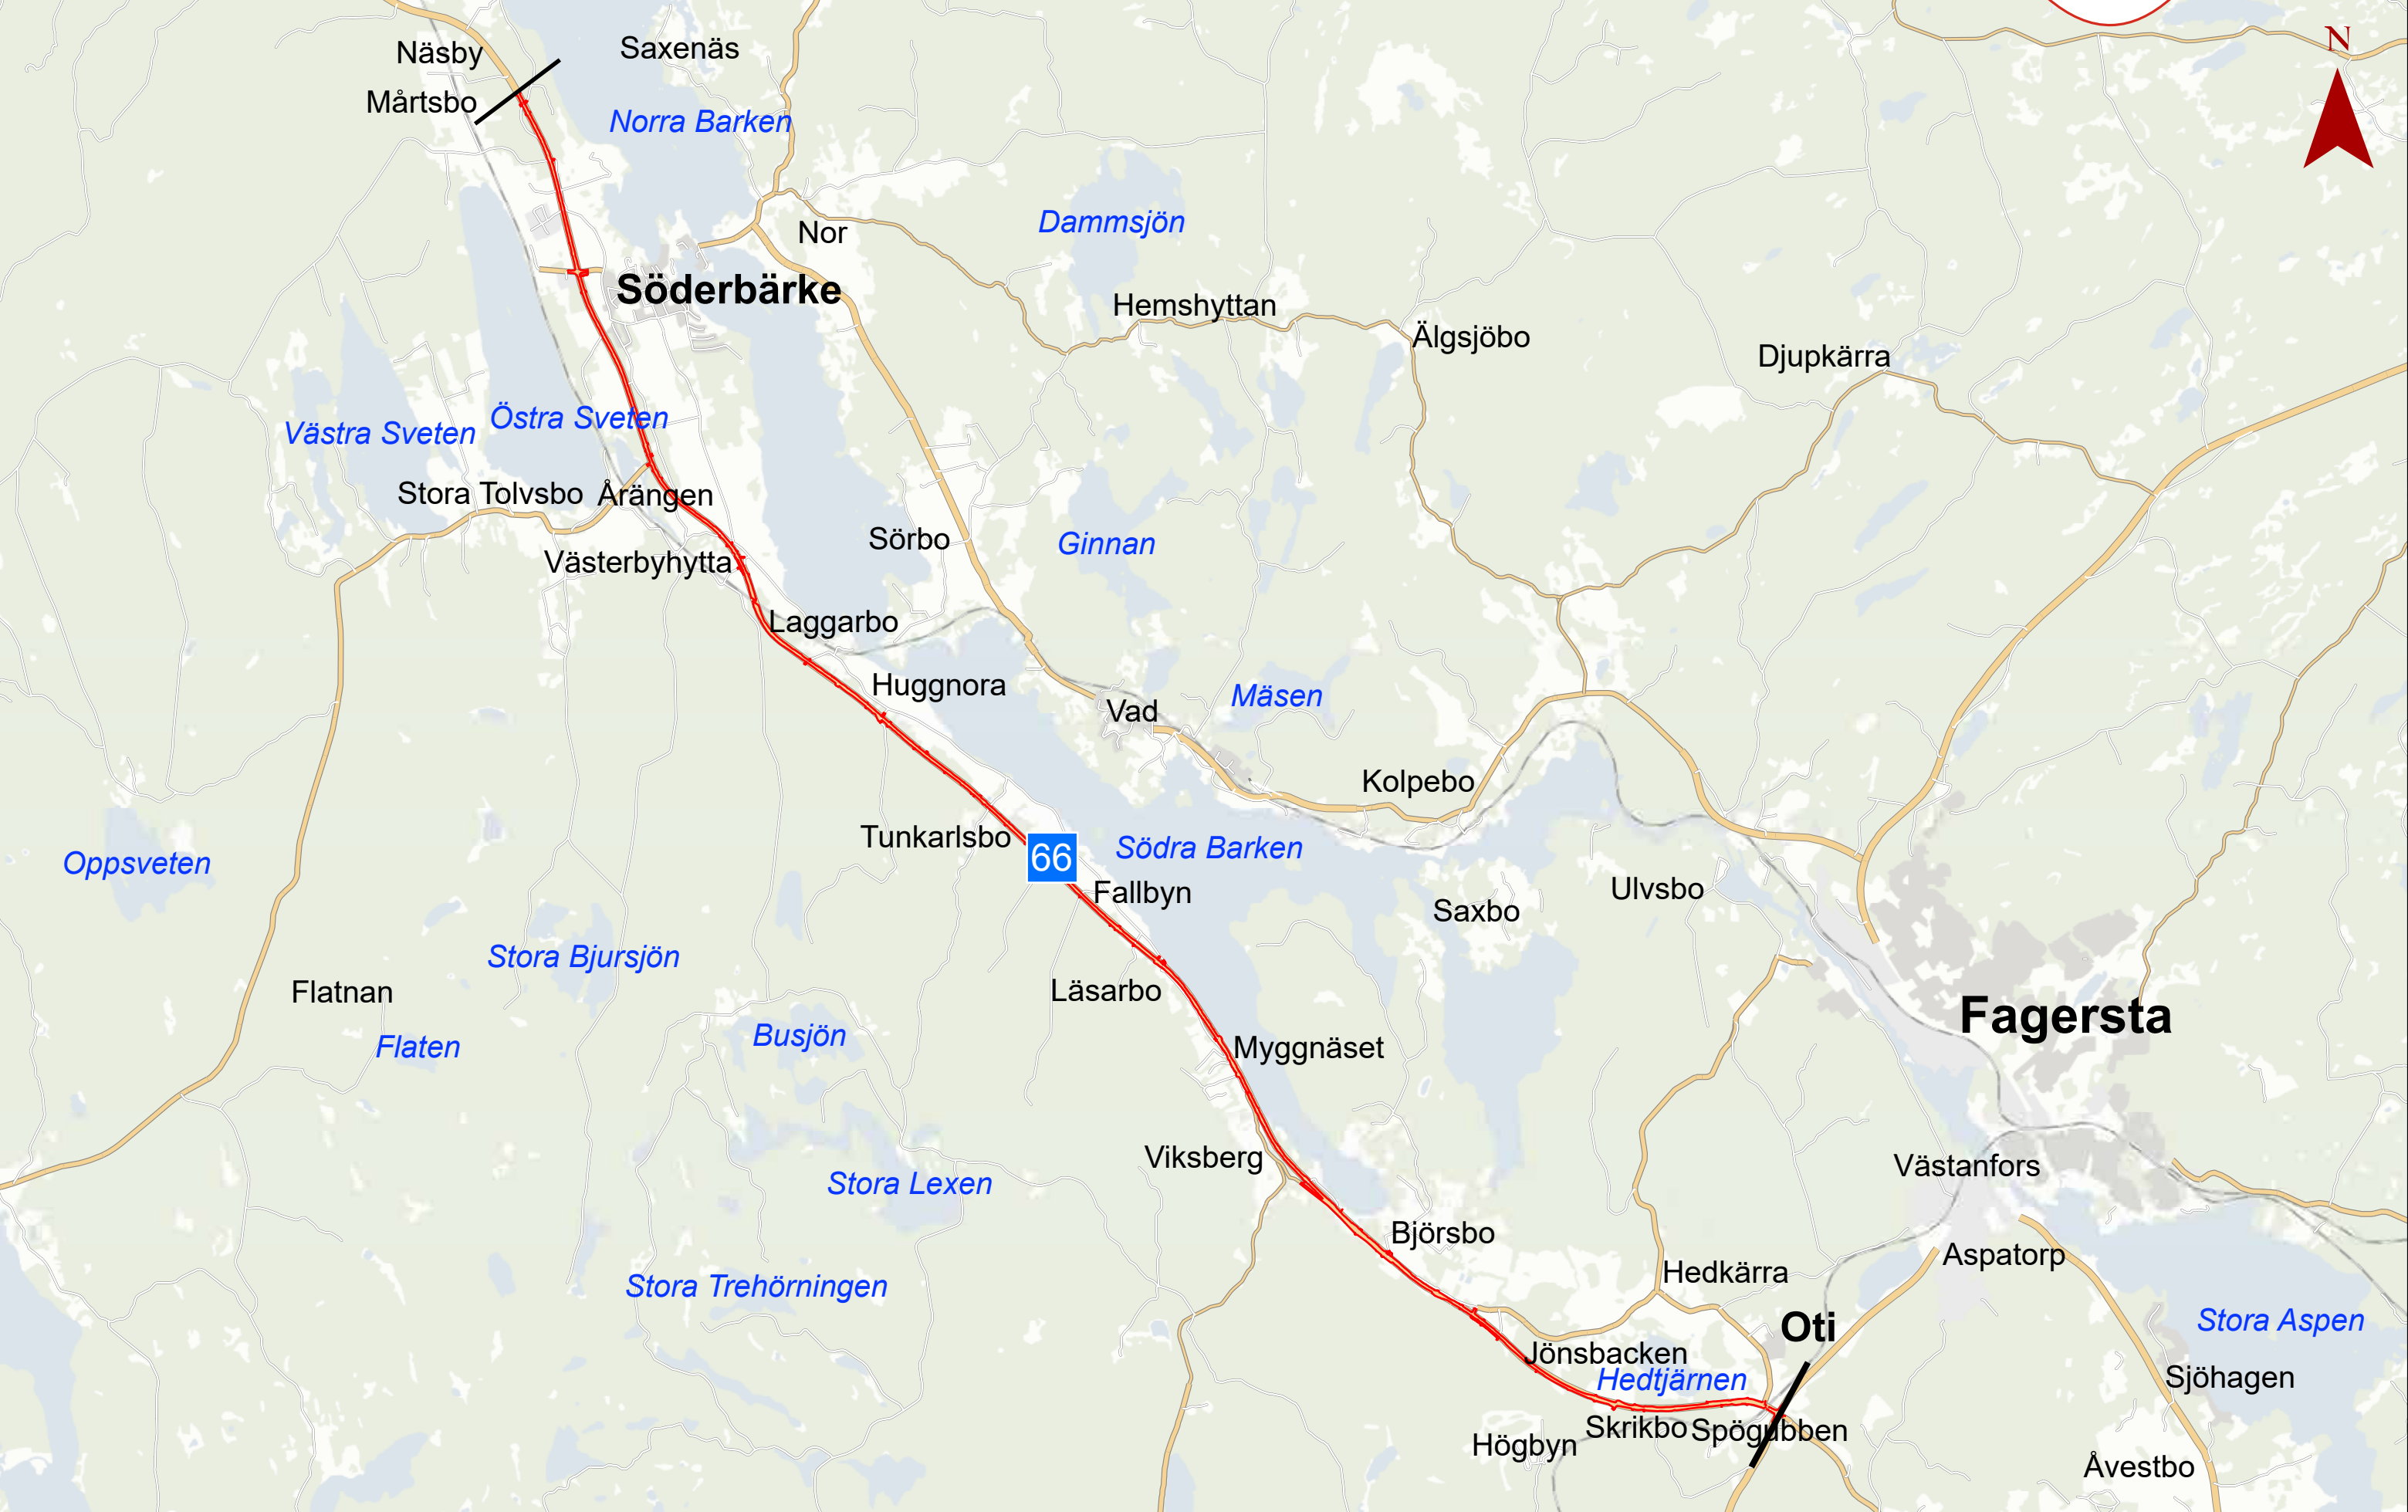 N
Näsby
Saxenäs
Mårtsbo
Norra Barken
Nor
Dammsjön
Söderbärke
Hemshyttan
Älgsjöbo
Djupkärra
Östra Sveten
Västra Sveten
Stora Tolvsbo
Årängen
Sörbo
Ginnan
Västerbyhytta
Laggarbo
Huggnora
Mäsen
Vad
Kolpebo
Tunkarlsbo
66
Södra Barken
Oppsveten
Fallbyn
Ulvsbo
Saxbo
Stora Bjursjön
Flatnan
Läsarbo
Fagersta
Busjön
Flaten
Myggnäset
Viksberg
Västanfors
Stora Lexen
Björsbo
Aspatorp
Hedkärra
Stora Trehörningen
Oti
Stora Aspen
Jönsbacken
Hedtjärnen
Sjöhagen
Skrikbo
Spögubben
Högbyn
Åvestbo